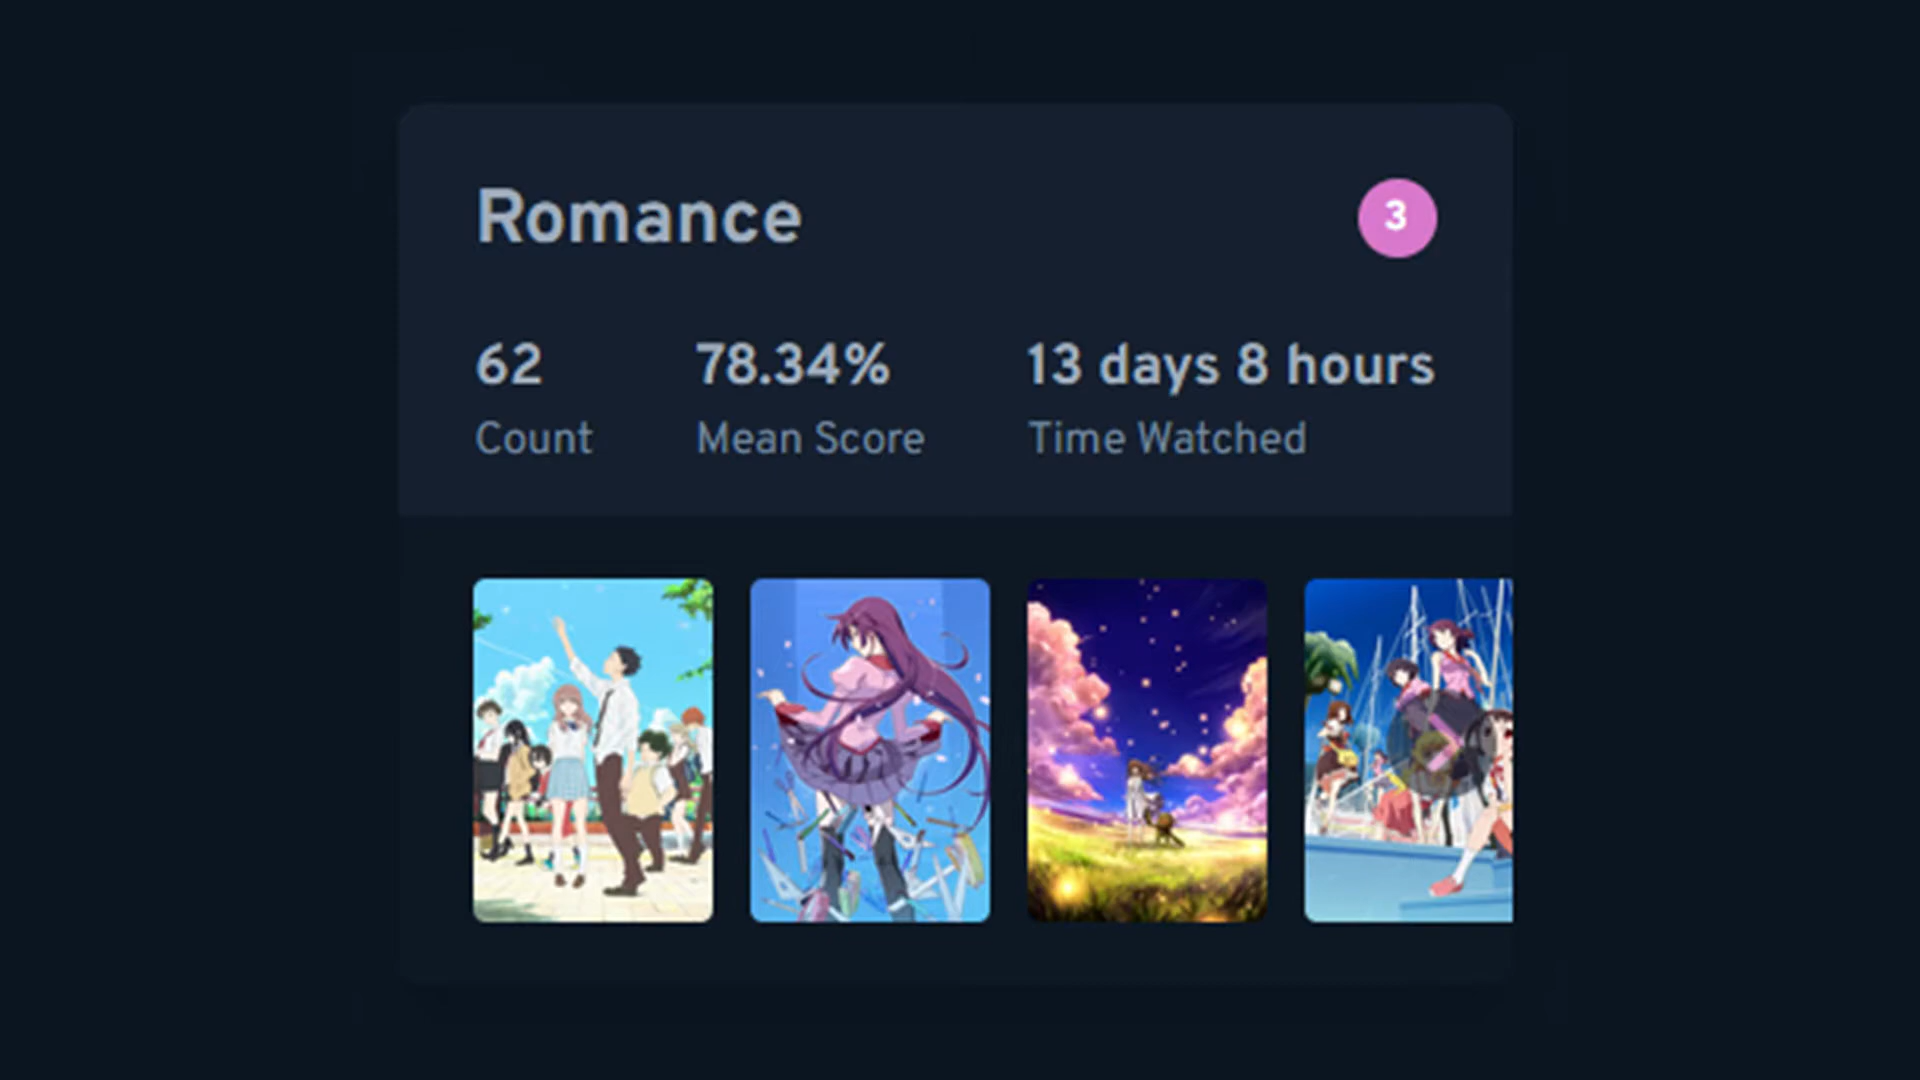 Romance
3
62
78.34%
13 days 8 hours
Count
Mean Score
Time Watched